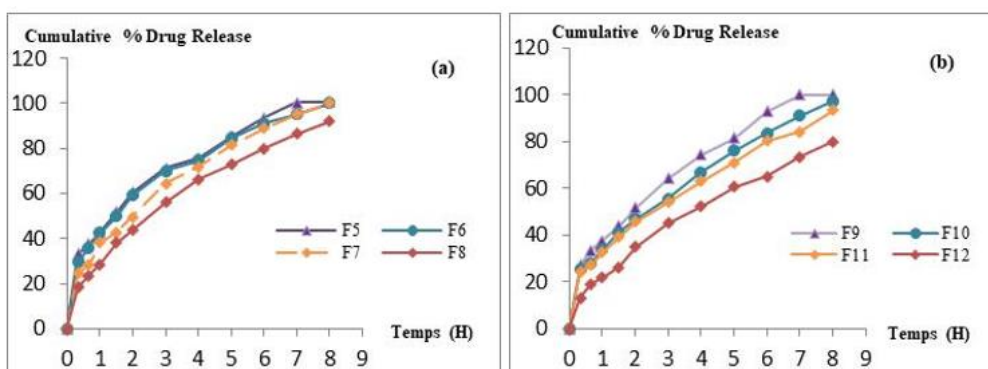 Cumulative % Drug Release
(a)
120
100
80
60
40
20
0
F5
F6
F7
F8
Temps (H)
0 1 2 3 4 5 6 7 8 9
Cumulative % Drug Release
(b)
120
100
80
60
40
20
0
F9
F10
F11
F12
Temps (H)
0 1 2 3 4 5 6 7 8 9